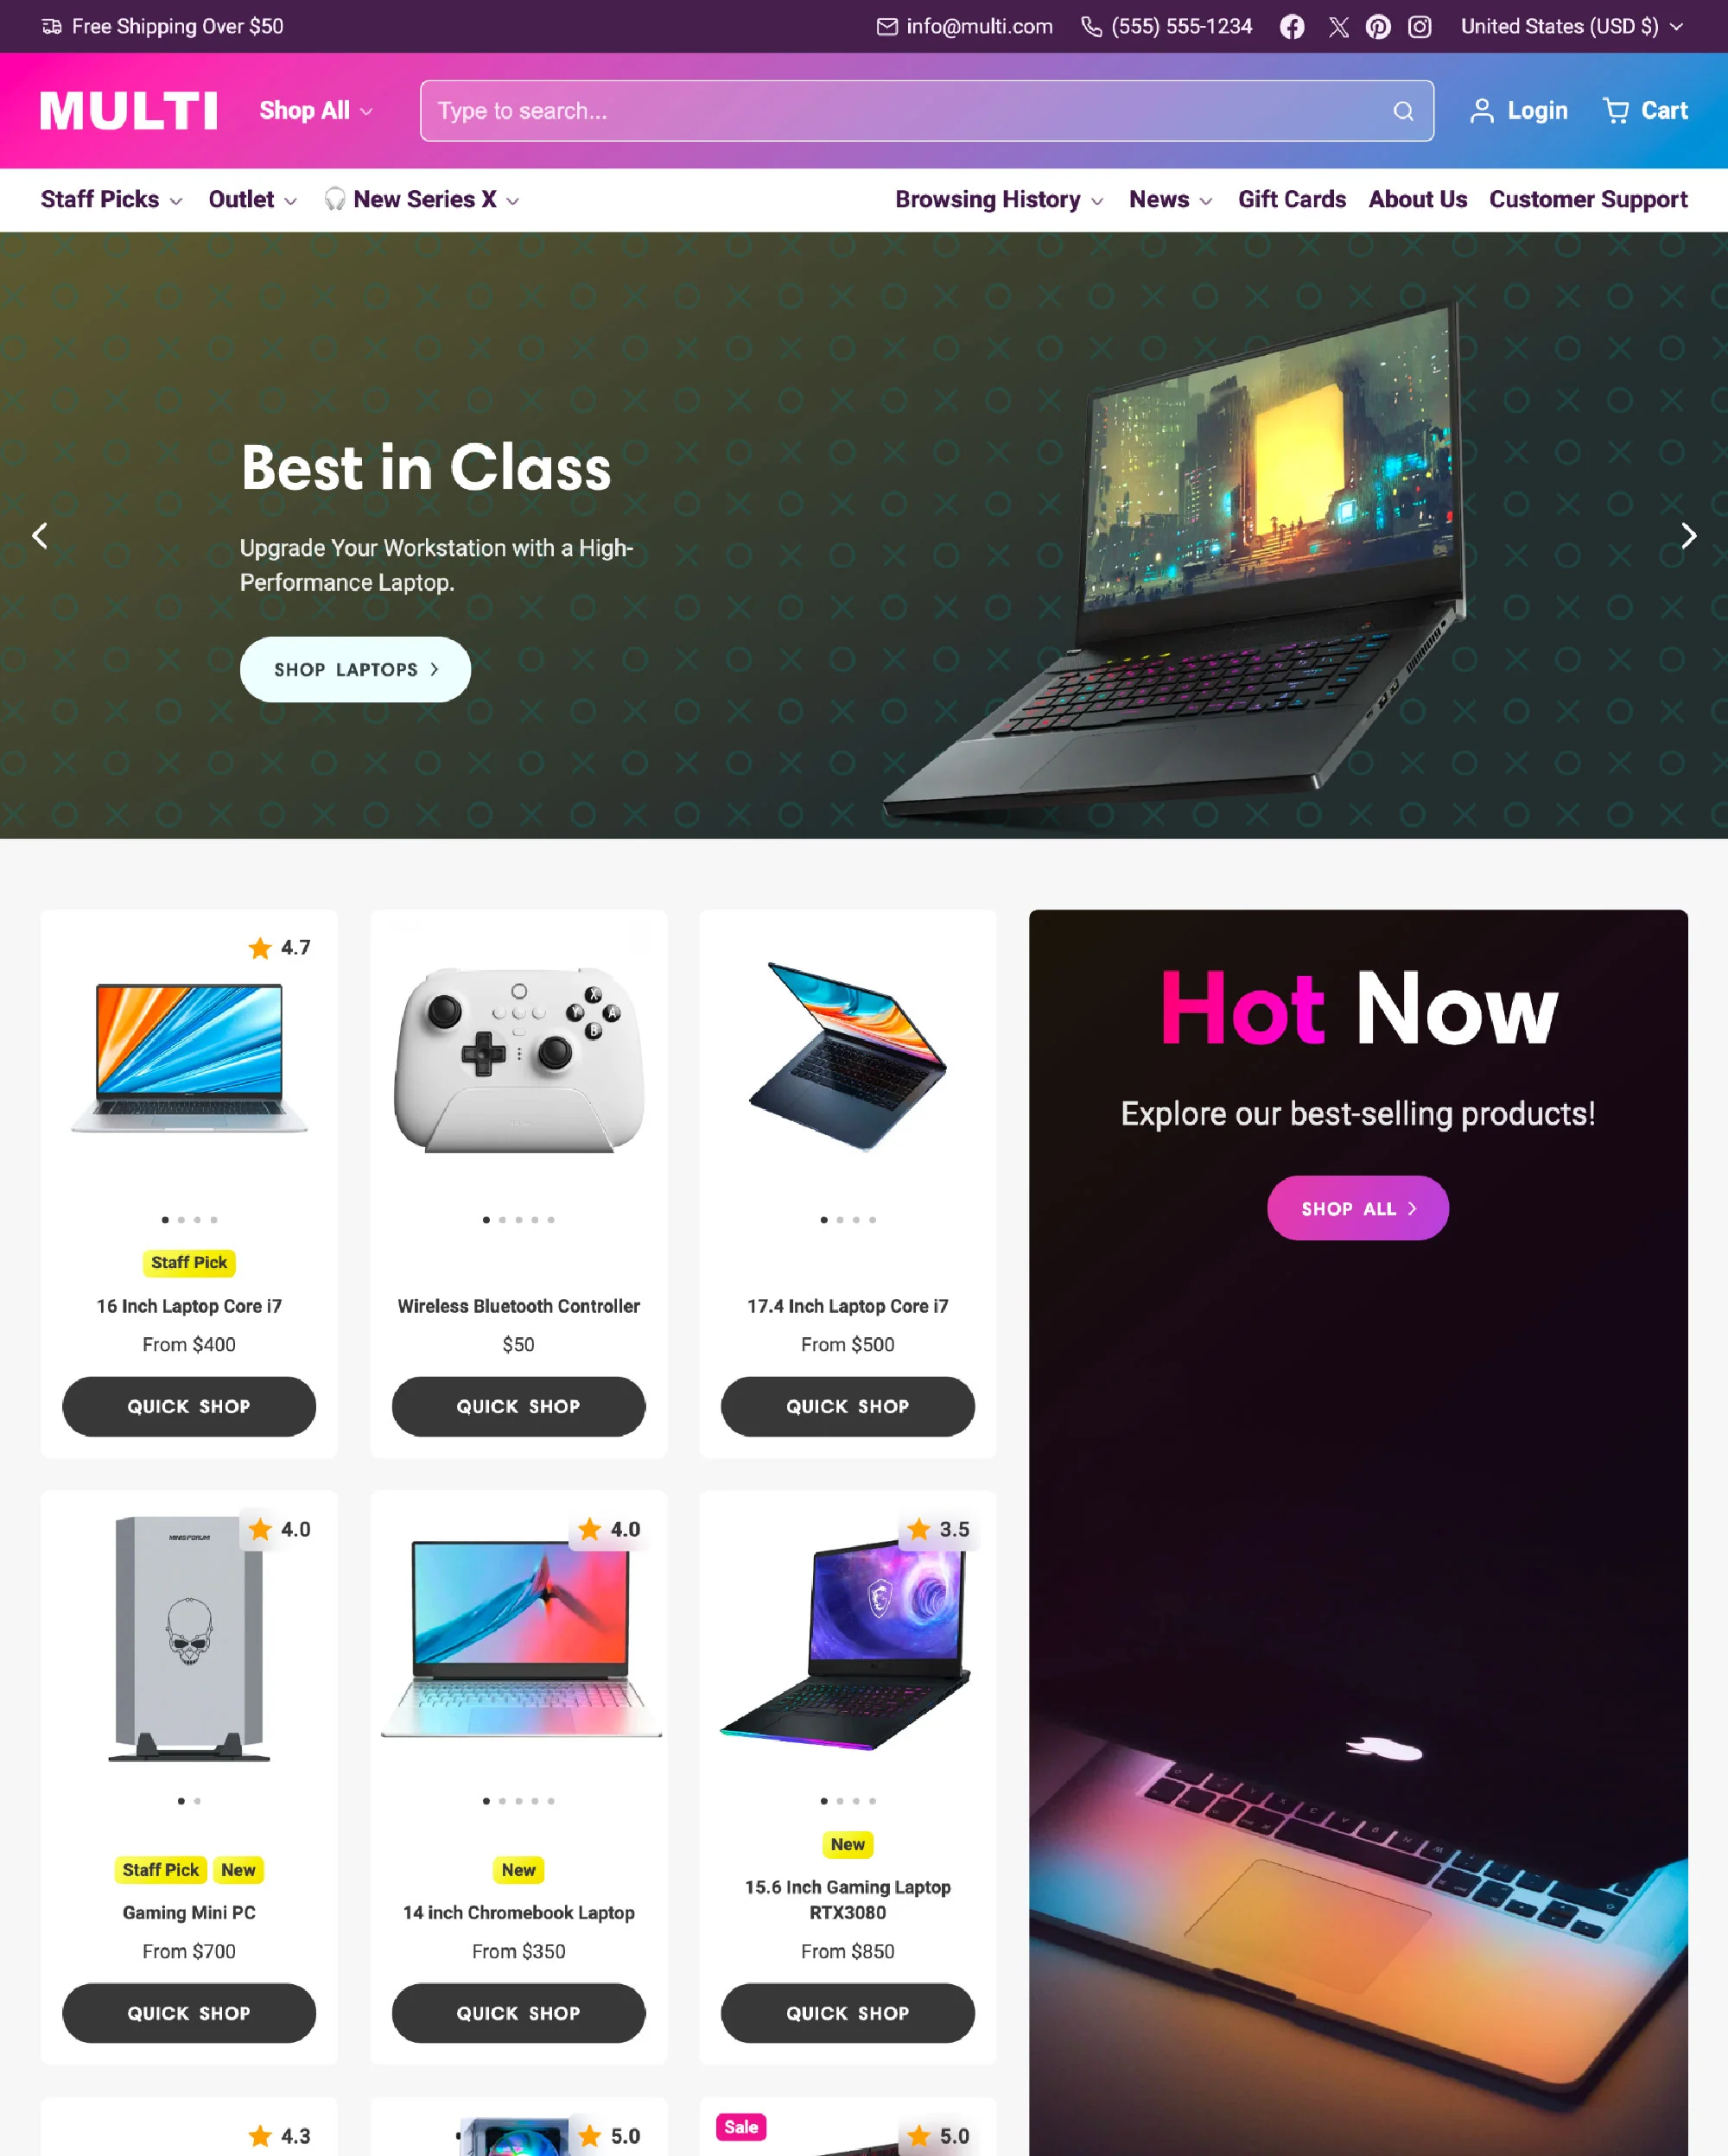 Free Shipping Over $50
info@multi.com
(555) 555-1234
United States (USD $)
MULTI
Shop All
Type to search...
Login
Cart
Staff Picks
Outlet
New Series X
Browsing History
News
Gift Cards
About Us
Customer Support
Best in Class
Upgrade Your Workstation with a High-
Performance Laptop.
SHOP LAPTOPS
4.7
X
Y
A
B
Staff Pick
16 Inch Laptop Core i7
From $400
QUICK SHOP
Wireless Bluetooth Controller
$50
QUICK SHOP
17.4 Inch Laptop Core i7
From $500
QUICK SHOP
Hot Now
Explore our best-selling products!
SHOP ALL
4.0
MINISFORUM
Staff Pick
New
Gaming Mini PC
From $700
QUICK SHOP
4.0
New
14 inch Chromebook Laptop
From $350
QUICK SHOP
3.5
New
15.6 Inch Gaming Laptop
RTX3080
From $850
QUICK SHOP
4.3
5.0
Sale
5.0